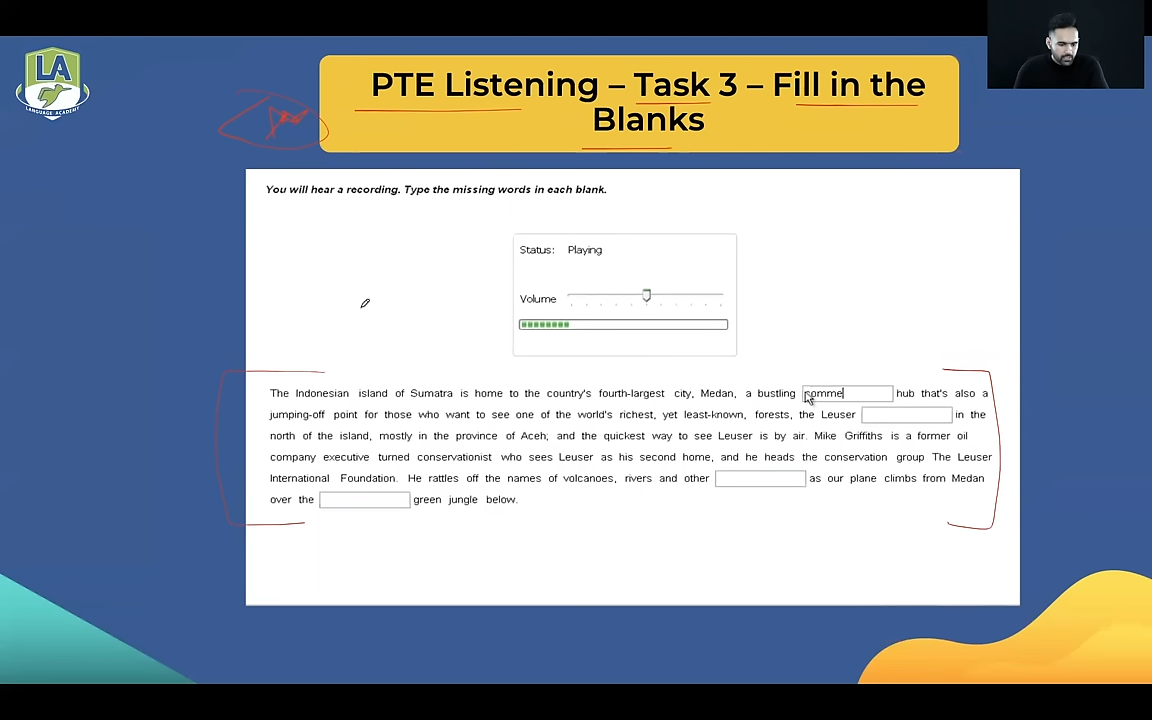 LA
LANGUAGE ACADEMY
PTE Listening – Task 3 – Fill in the
Blanks
You will hear a recording. Type the missing words in each blank.
Status: Playing
Volume
The Indonesian island of Sumatra is home to the country's fourth-largest city, Medan, a bustling comme hub that's also a
jumping-off point for those who want to see one of the world's richest, yet least-known, forests, the Leuser in the
north of the island, mostly in the province of Aceh; and the quickest way to see Leuser is by air. Mike Griffiths is a former oil
company executive turned conservationist who sees Leuser as his second home, and he heads the conservation group The Leuser
International Foundation. He rattles off the names of volcanoes, rivers and other as our plane climbs from Medan
over the green jungle below.